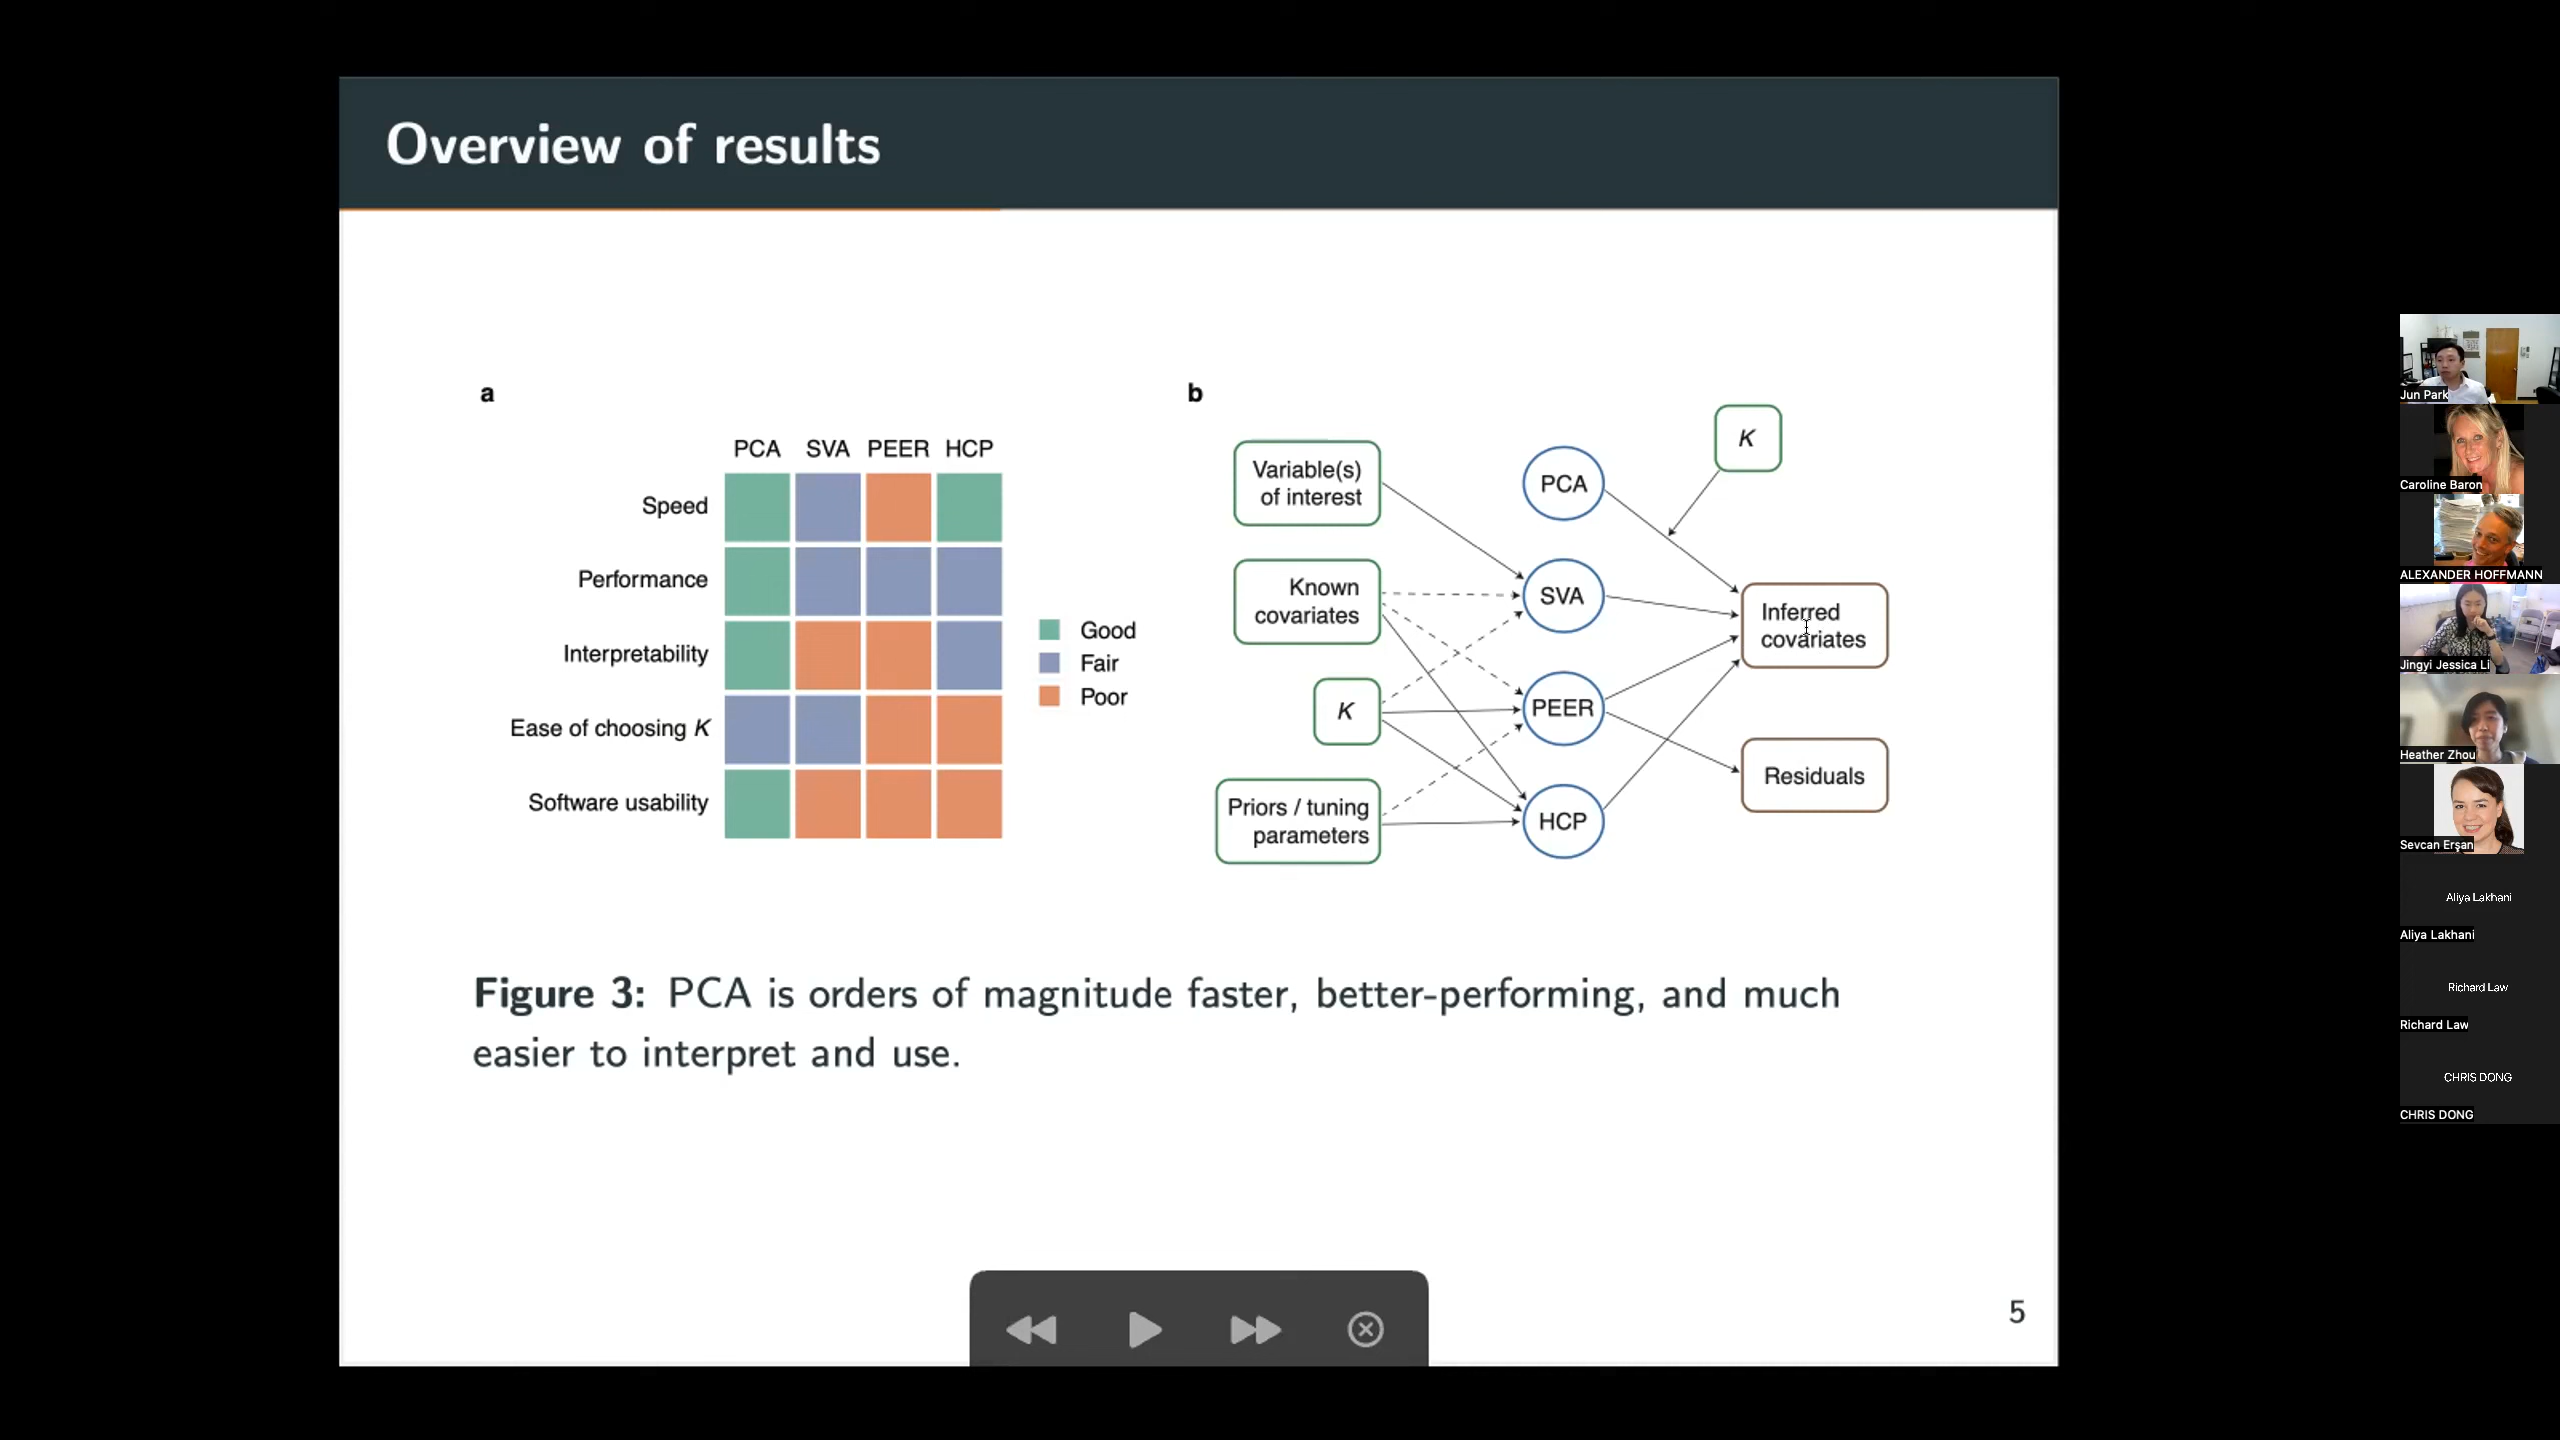 Overview of results
a
PCA SVA PEER HCP
Speed
Performance
Interpretability
Ease of choosing K
Software usability
Good
Fair
Poor
b
Variable(s)
of interest
Known
covariates
K
Priors / tuning
parameters
PCA
SVA
PEER
HCP
K
Inferred
covariates
Residuals
Figure 3: PCA is orders of magnitude faster, better-performing, and much
easier to interpret and use.
5
Jun Park
Caroline Baron
ALEXANDER HOFFMANN
Jingyi Jessica Li
Heather Zhou
Sevcan Erşan
Aliya Lakhani
Aliya Lakhani
Richard Law
Richard Law
CHRIS DONG
CHRIS DONG